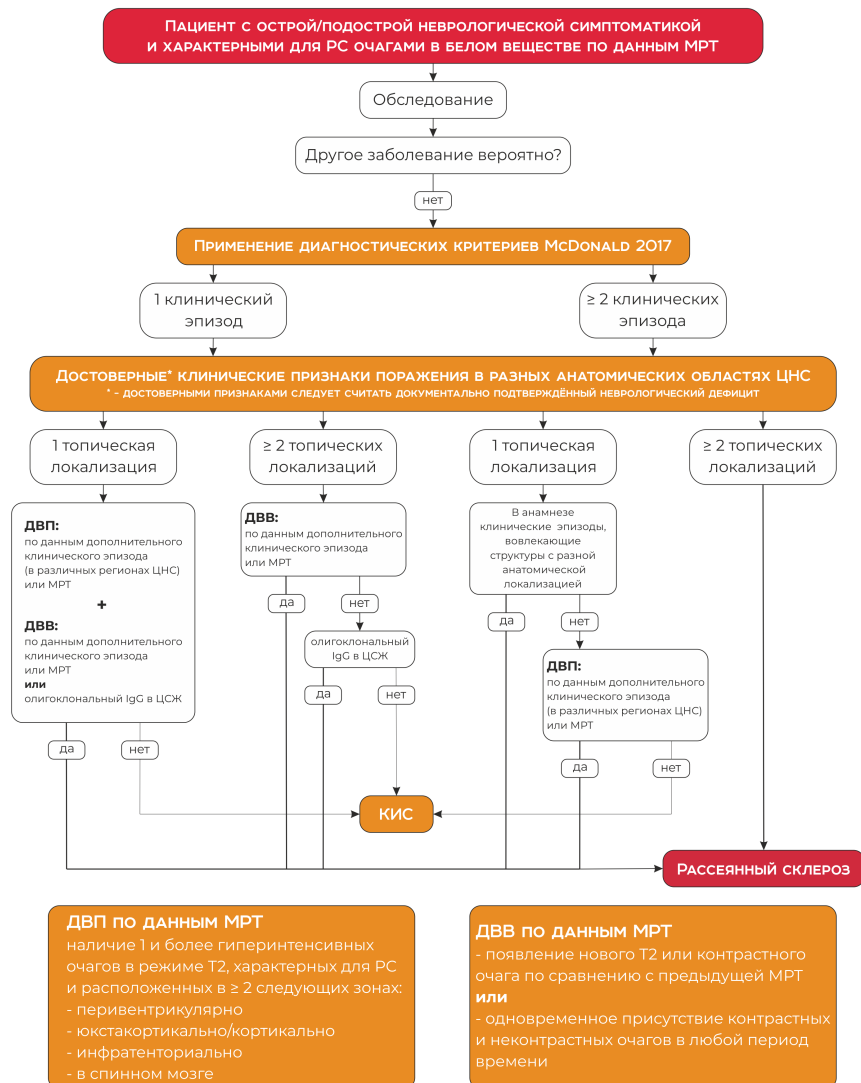 Пациент с острой/подострой неврологической симптоматикой
и характерными для РС очагами в белом веществе по данным МРТ
Обследование
Другое заболевание вероятно?
нет
Применение диагностических критериев McDonald 2017
1 клинический
эпизод
≥ 2 клинических
эпизода
Достоверные* клинические признаки поражения в разных анатомических областях ЦНС
* - достоверными признаками следует считать документально подтверждённый неврологический дефицит
1 топическая
локализация
≥ 2 топических
локализаций
1 топическая
локализация
≥ 2 топических
локализаций
ДВП:
по данным дополнительного
клинического эпизода
(в различных регионах ЦНС)
или МРТ
+
ДВВ:
по данным дополнительного
клинического эпизода
или МРТ
или
олигоклональный IgG в ЦСЖ
да
нет
ДВВ:
по данным дополнительного
клинического эпизода
или МРТ
да
нет
олигоклональный
IgG в ЦСЖ
да
нет
В анамнезе
клинические эпизоды,
вовлекающие
структуры с разной
анатомической
локализацией
да
нет
ДВП:
по данным дополнительного
клинического эпизода
(в различных регионах ЦНС)
или МРТ
да
нет
КИС
Рассеянный склероз
ДВП по данным МРТ
наличие 1 и более гиперинтенсивных
очагов в режиме Т2, характерных для РС
и расположенных в ≥ 2 следующих зонах:
- перивентрикулярно
- юкстакортикально/кортикально
- инфратенториально
- в спинном мозге
ДВВ по данным МРТ
- появление нового Т2 или контрастного
очага по сравнению с предыдущей МРТ
или
- одновременное присутствие контрастных
и неконтрастных очагов в любой период
времени